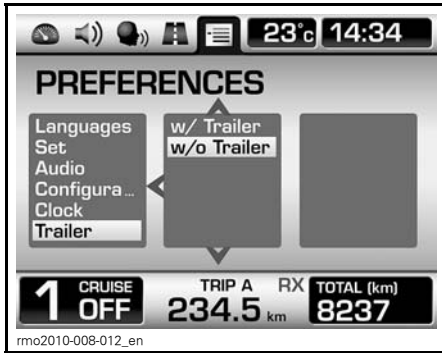 23°c 14:34
PREFERENCES
Languages
Set
Audio
Configura...
Clock
Trailer
w/ Trailer
w/o Trailer
1 CRUISE OFF
TRIP A
234.5 km
RX
TOTAL (km)
8237
rmo2010-008-012_en